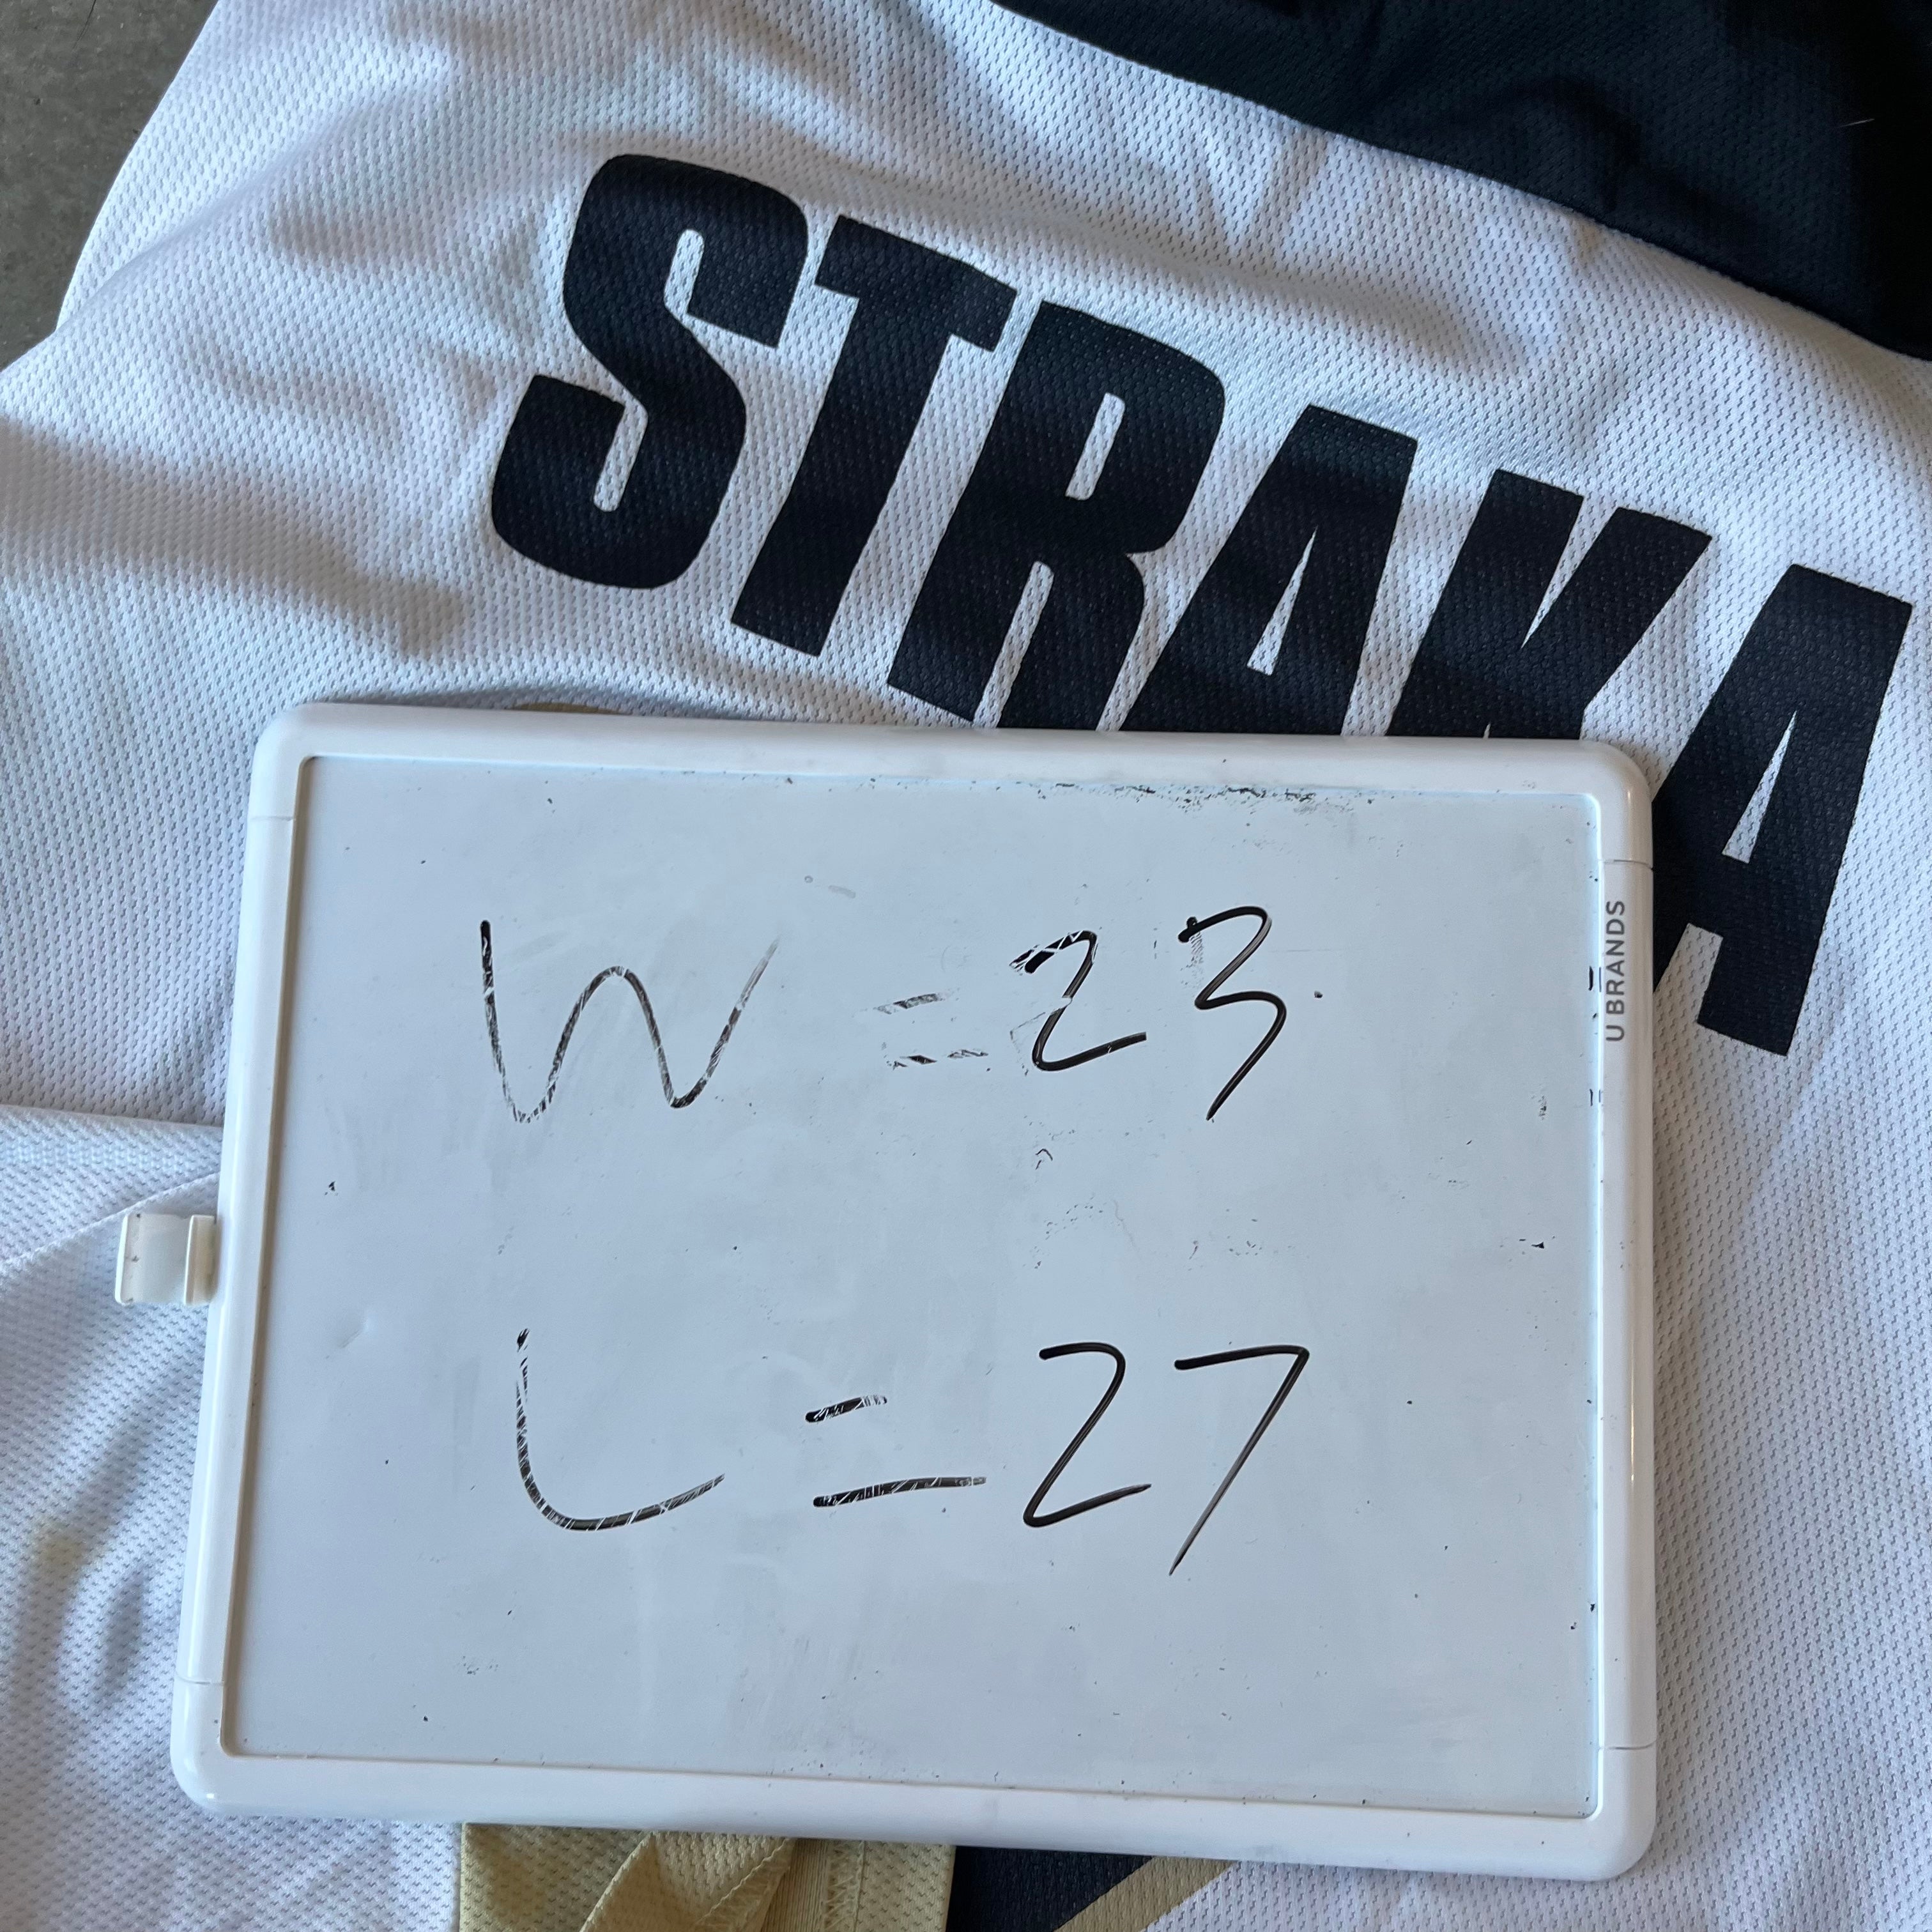 STRAKA
U BRANDS
W = 23
L = 27